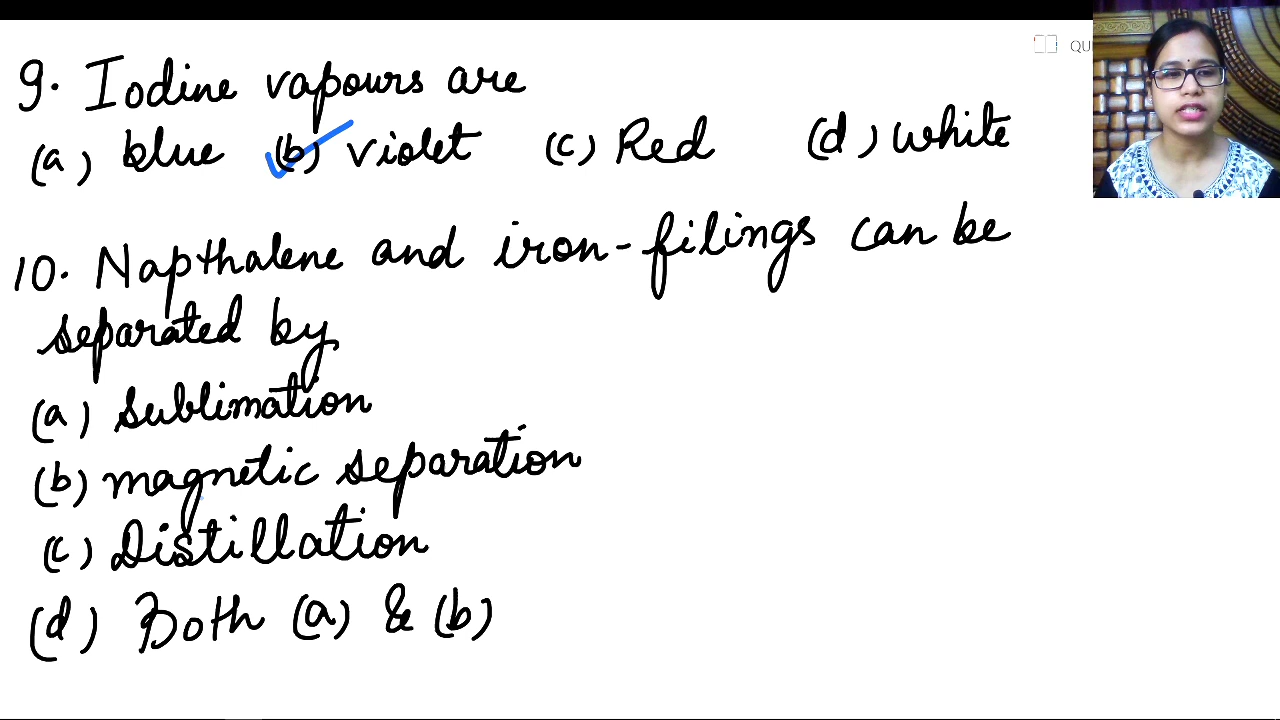 QU
9. Iodine vapours are
(a) blue (b) violet (c) Red (d) white
10. Napthalene and iron-filings can be
separated by
(a) sublimation
(b) magnetic separation
(c) Distillation
(d) Both (a) & (b)